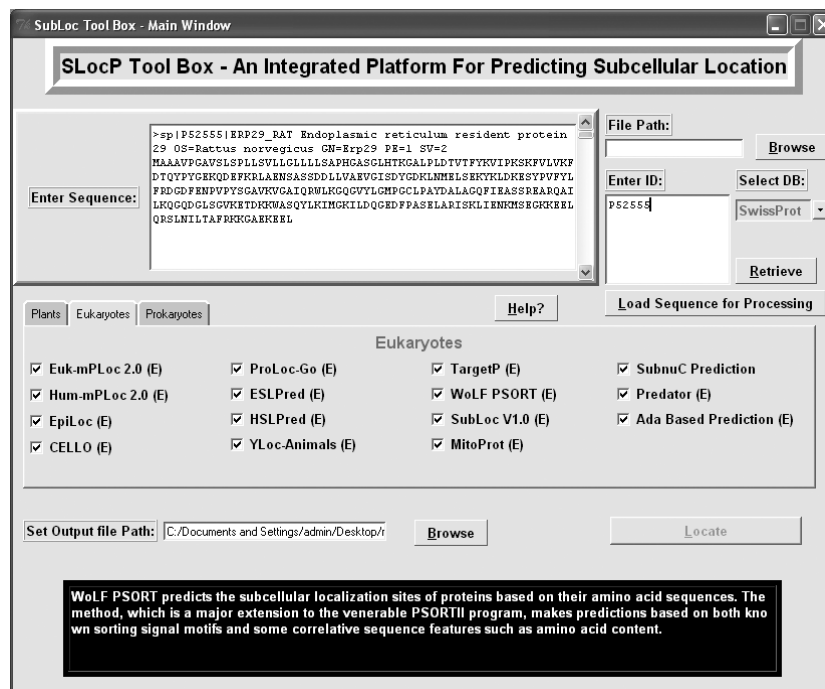 SubLoc Tool Box - Main Window
SLocP Tool Box - An Integrated Platform For Predicting Subcellular Location
Enter Sequence:
>sp|P52555|ERP29_RAT Endoplasmic reticulum resident protein
29 OS=Rattus norvegicus GN=Erp29 PE=1 SV=2
MAAAVPGAVSLSPLLSVLLGLLLLSAPHGASGLHTKGALPLDTVTFYKVIPKSKFVLVKF
DTQYPYGEKQDEFKRLAENSASSDDLLVAEVGISDYGDKLNMELSEKYKLDKESYPVFYL
FRDGDFENPVPYSGAVKVGAIQRWLKGQGVYLGMPGCLPAYDALAGQFIEASSREARQAI
LKQGQDGLSGVKETDKKWASQYLKIMGKILDQGEDFPASELARISKLIENKMSEGKKEEL
QRSLNILTAFRKKGAEKEEL
File Path:
Browse
Enter ID:
Select DB:
P52555
SwissProt
Retrieve
Load Sequence for Processing
Help?
Plants
Eukaryotes
Prokaryotes
Eukaryotes
Euk-mPLoc 2.0 (E)
ProLoc-Go (E)
TargetP (E)
SubnuC Prediction
Hum-mPLoc 2.0 (E)
ESLPred (E)
WoLF PSORT (E)
Predator (E)
EpiLoc (E)
HSLPred (E)
SubLoc V1.0 (E)
Ada Based Prediction (E)
CELLO (E)
YLoc-Animals (E)
MitoProt (E)
Set Output file Path:
C:/Documents and Settings/admin/Desktop/r
Browse
Locate
WoLF PSORT predicts the subcellular localization sites of proteins based on their amino acid sequences. The
method, which is a major extension to the venerable PSORTII program, makes predictions based on both kno
wn sorting signal motifs and some correlative sequence features such as amino acid content.